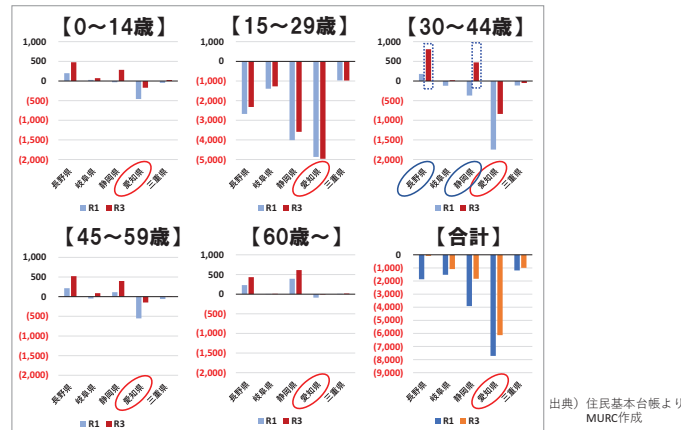 【0～14歳】
1,000
500
0
(500)
(1,000)
(1,500)
(2,000)
長野県
岐阜県
静岡県
愛知県
三重県
R1 R3
【15～29歳】
0
(1,000)
(2,000)
(3,000)
(4,000)
(5,000)
長野県
岐阜県
静岡県
愛知県
三重県
R1 R3
【30～44歳】
1,000
500
0
(500)
(1,000)
(1,500)
(2,000)
長野県
岐阜県
静岡県
愛知県
三重県
R1 R3
【45～59歳】
1,000
500
0
(500)
(1,000)
(1,500)
(2,000)
長野県
岐阜県
静岡県
愛知県
三重県
R1 R3
【60歳～】
1,000
500
0
(500)
(1,000)
(1,500)
(2,000)
長野県
岐阜県
静岡県
愛知県
三重県
R1 R3
【合計】
0
(1,000)
(2,000)
(3,000)
(4,000)
(5,000)
(6,000)
(7,000)
(8,000)
(9,000)
長野県
岐阜県
静岡県
愛知県
三重県
R1 R3
出典）住民基本台帳より
MURC作成